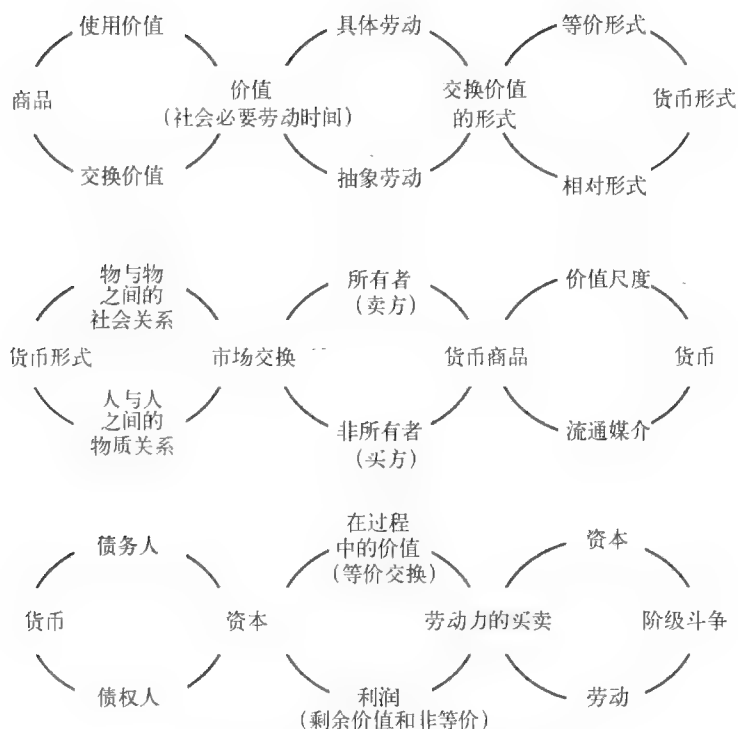 使用价值
具体劳动
等价形式
商品
价值
(社会必要劳动时间)
交换价值
的形式
货币形式
交换价值
抽象劳动
相对形式
物与物
之间的
社会关系
所有者
(卖方)
价值尺度
货币形式
市场交换
货币商品
货币
人与人
之间的
物质关系
非所有者
(买方)
流通媒介
债务人
在过程
中的价值
(等价交换)
资本
货币
资本
劳动力的买卖
阶级斗争
债权人
利润
(剩余价值和非等价)
劳动